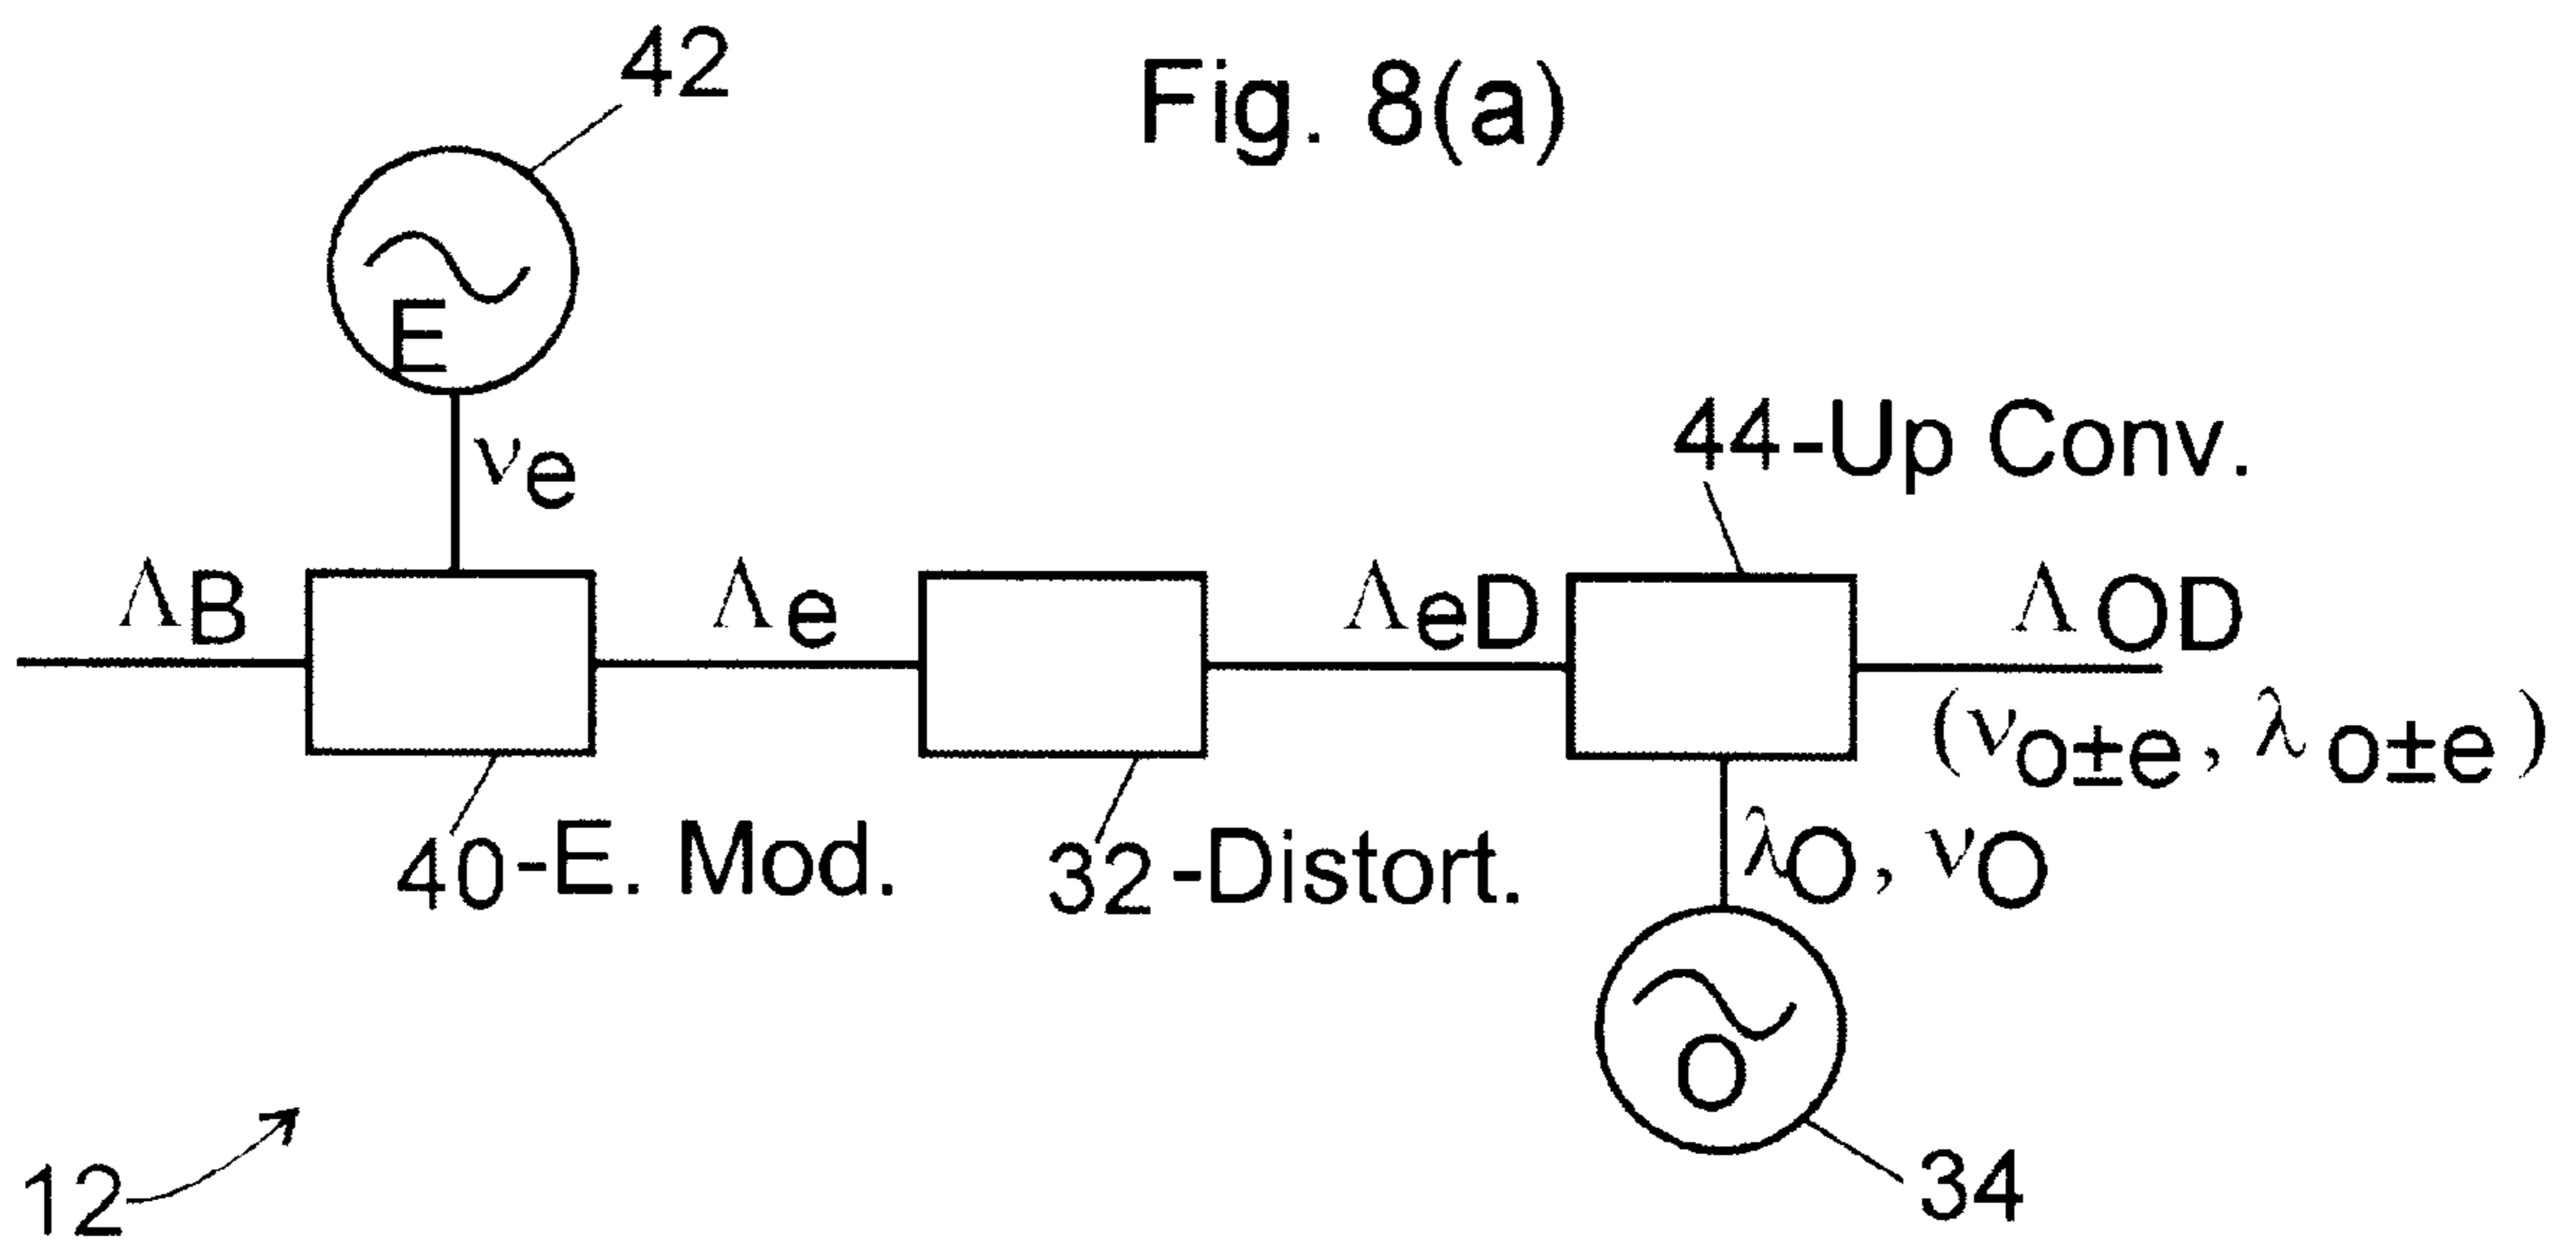 Fig. 8(a)
42
E
νe
44-Up Conv.
ΛB
Λe
ΛeD
ΛOD
(νo±e, λo±e)
40-E. Mod.
32-Distort.
λO, νO
O
34
12